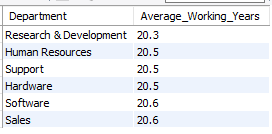 Department Average_Working_Years
Research & Development 20.3
Human Resources 20.5
Support 20.5
Hardware 20.5
Software 20.6
Sales 20.6